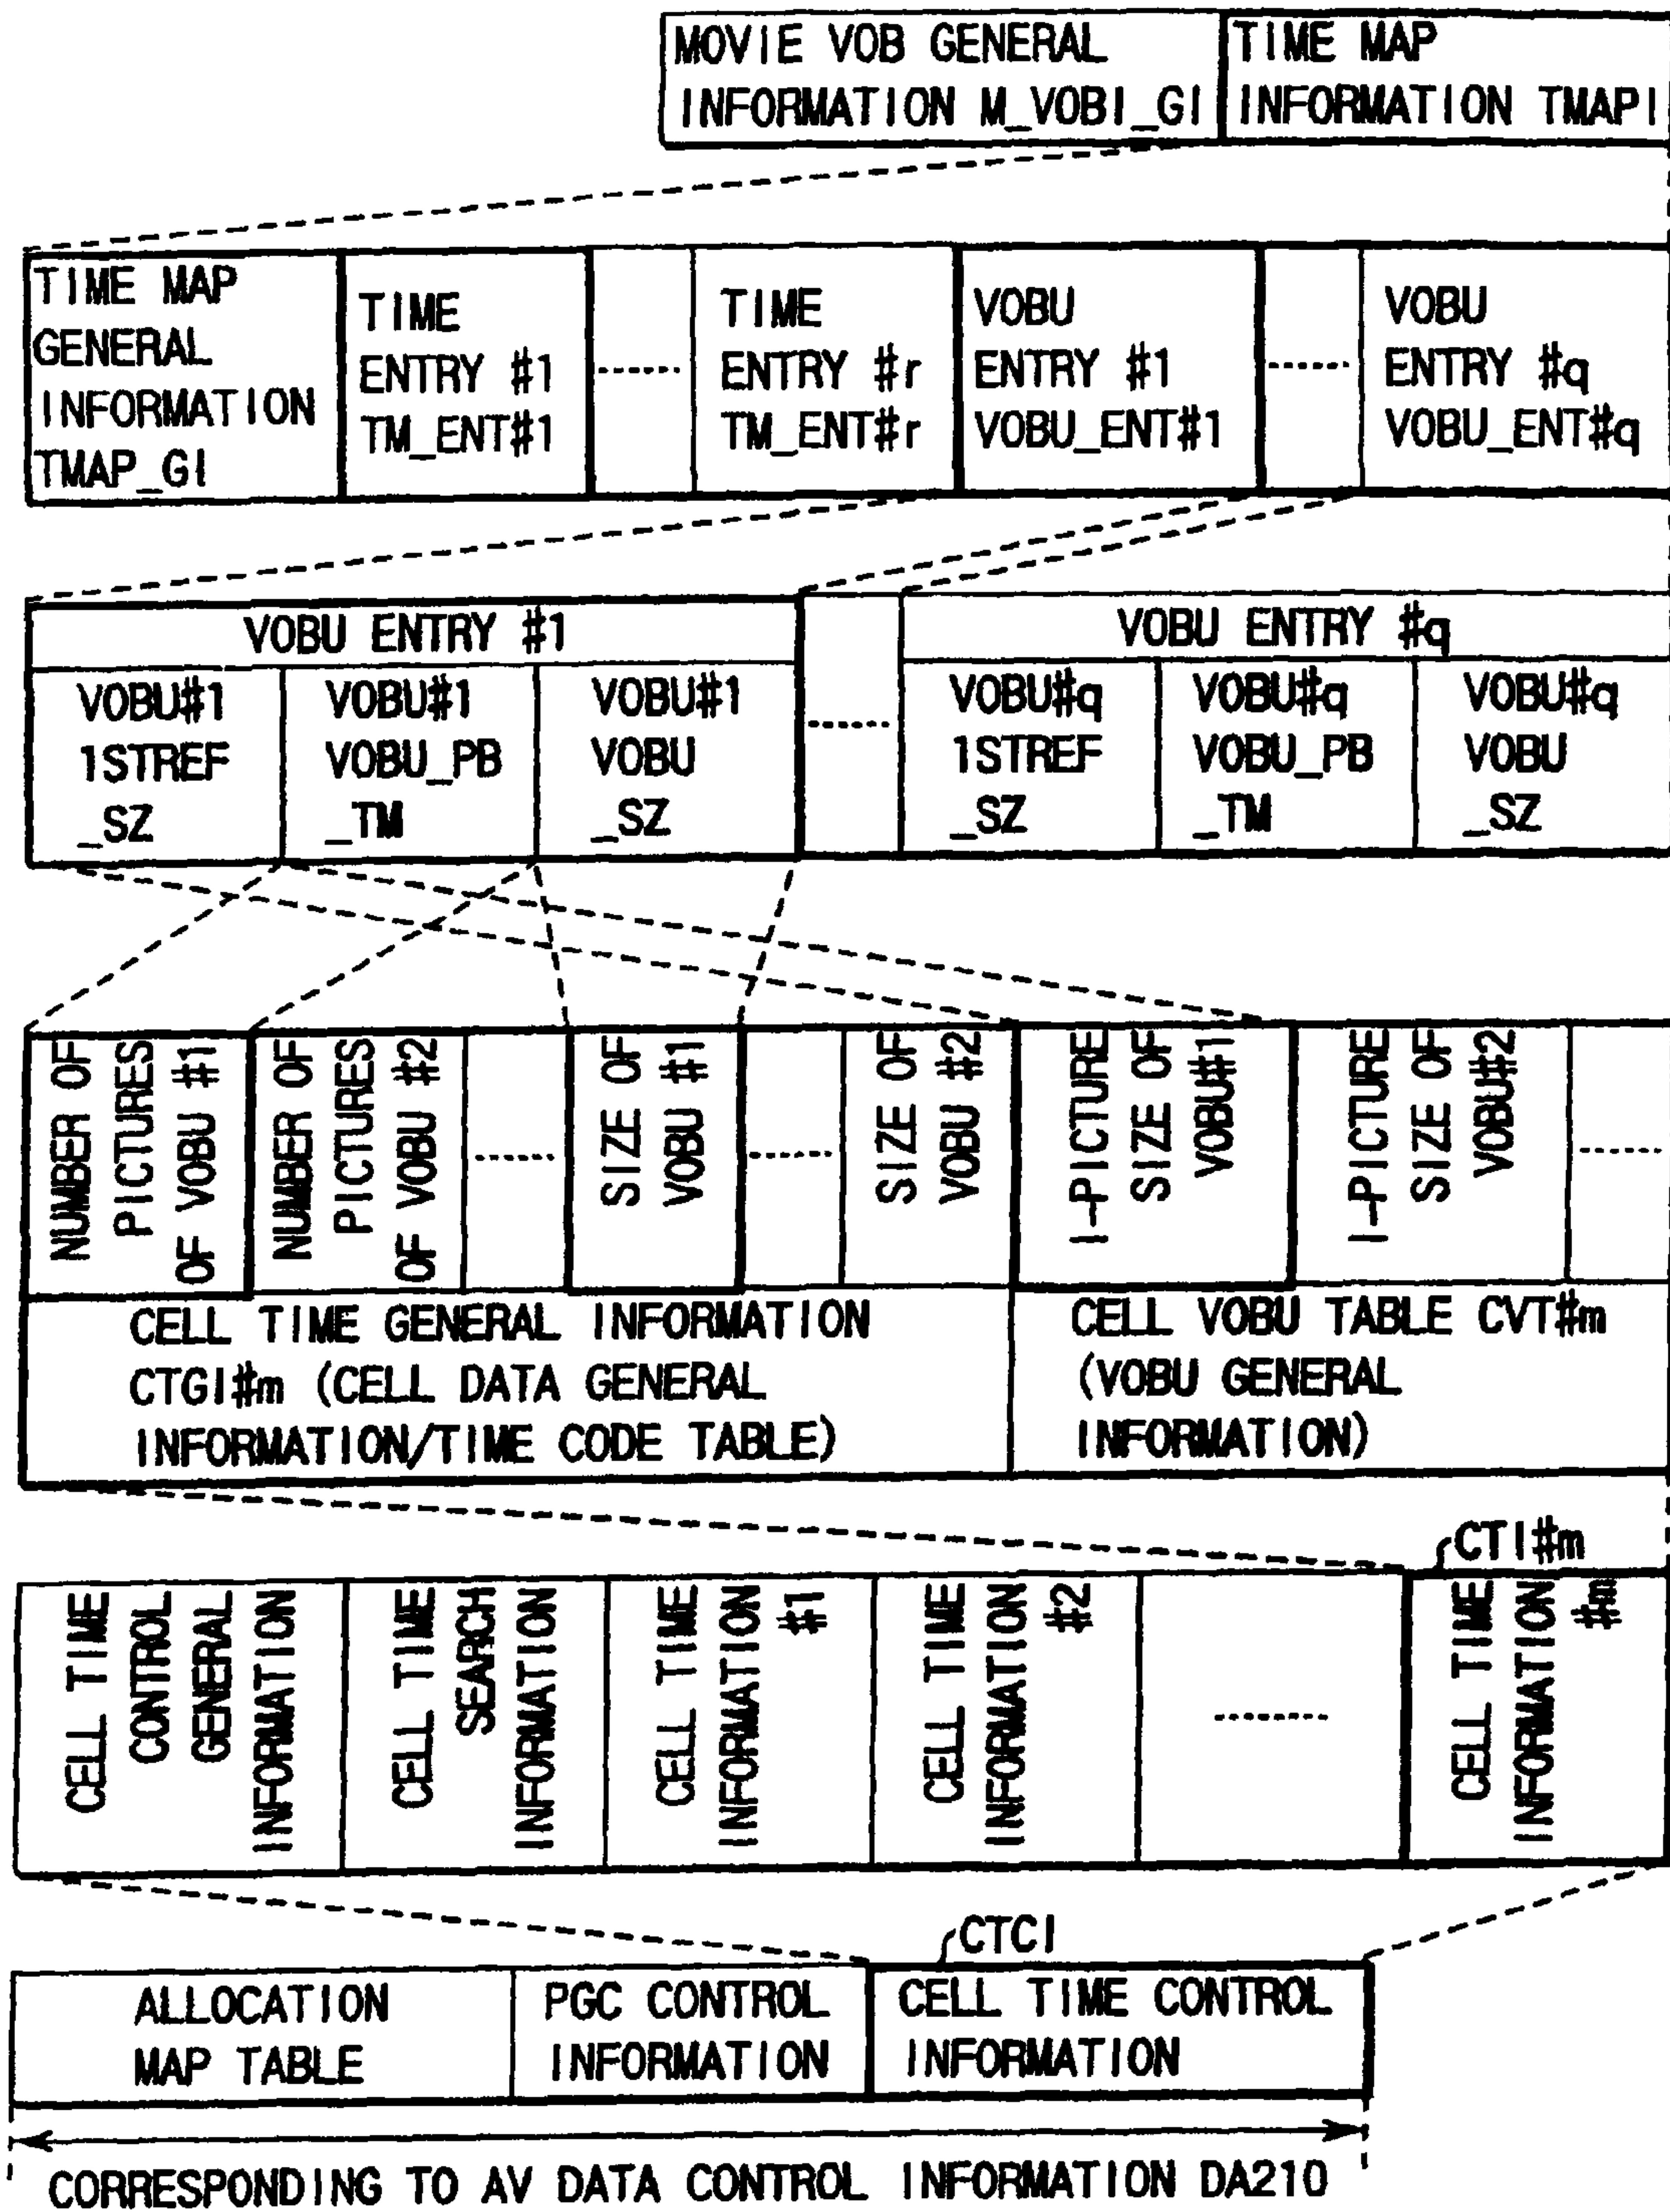 MOVIE VOB GENERAL
INFORMATION M_VOBI_GI
TIME MAP
INFORMATION TMAPI
TIME MAP
GENERAL
INFORMATION
TMAP_GI
TIME
ENTRY #1
TM_ENT#1
TIME
ENTRY #r
TM_ENT#r
VOBU
ENTRY #1
VOBU_ENT#1
VOBU
ENTRY #q
VOBU_ENT#q
VOBU ENTRY #1
VOBU#1
1STREF
_SZ
VOBU#1
VOBU_PB
_TM
VOBU#1
VOBU
_SZ
VOBU ENTRY #q
VOBU#q
1STREF
_SZ
VOBU#q
VOBU_PB
_TM
VOBU#q
VOBU
_SZ
NUMBER OF
PICTURES
OF VOBU #1
NUMBER OF
PICTURES
OF VOBU #2
SIZE OF
VOBU #1
SIZE OF
VOBU #2
I-PICTURE
SIZE OF
VOBU#1
I-PICTURE
SIZE OF
VOBU#2
CELL TIME GENERAL INFORMATION
CTGI#m (CELL DATA GENERAL
INFORMATION/TIME CODE TABLE)
CELL VOBU TABLE CVT#m
(VOBU GENERAL
INFORMATION)
CTI#m
CELL TIME
CONTROL
GENERAL
INFORMATION
CELL TIME
SEARCH
INFORMATION
CELL TIME
INFORMATION
#1
CELL TIME
INFORMATION
#2
CELL TIME
INFORMATION
#m
CTCI
ALLOCATION
MAP TABLE
PGC CONTROL
INFORMATION
CELL TIME CONTROL
INFORMATION
CORRESPONDING TO AV DATA CONTROL INFORMATION DA210